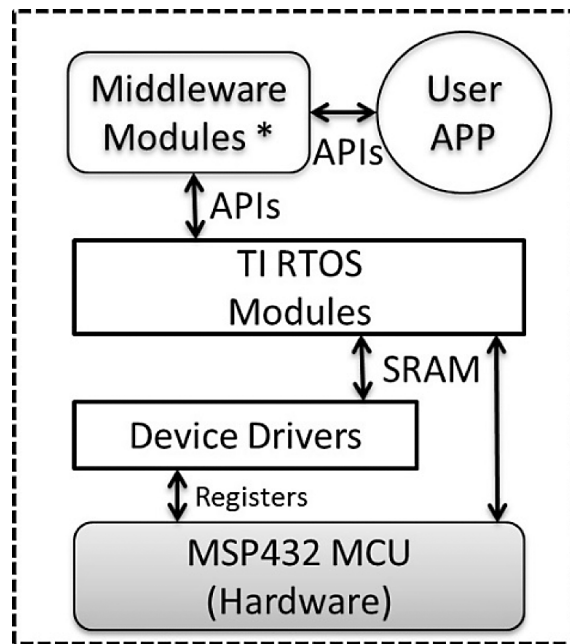 Middleware
Modules *
User
APP
APIs
APIs
TI RTOS
Modules
SRAM
Device Drivers
Registers
MSP432 MCU
(Hardware)